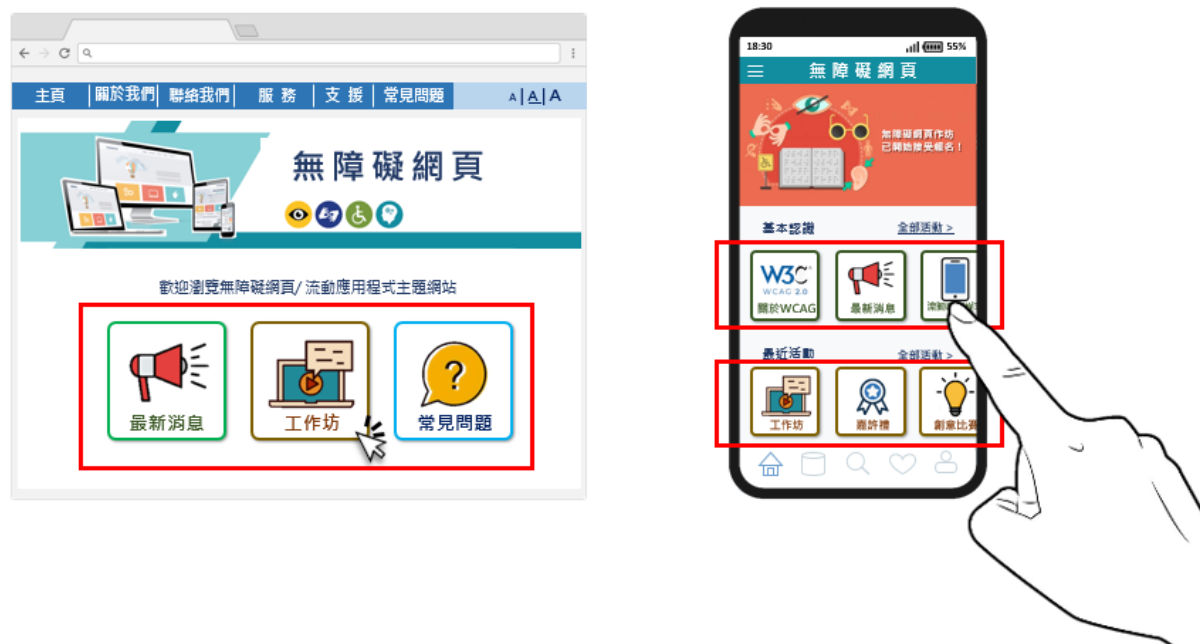 主頁 關於我們 聯絡我們 服務 支援 常見問題 A A A
無障礙網頁
歡迎瀏覽無障礙網頁/流動應用程式主題網站
最新消息 工作坊 常見問題
18:30 55%
無障礙網頁
無障礙網頁作坊
已開始接受報名!
基本認識 全部活動 >
W3C
WCAG 2.0
關於WCAG 最新消息
最近活動 全部活動 >
工作坊 嘉許禮 創意比賽